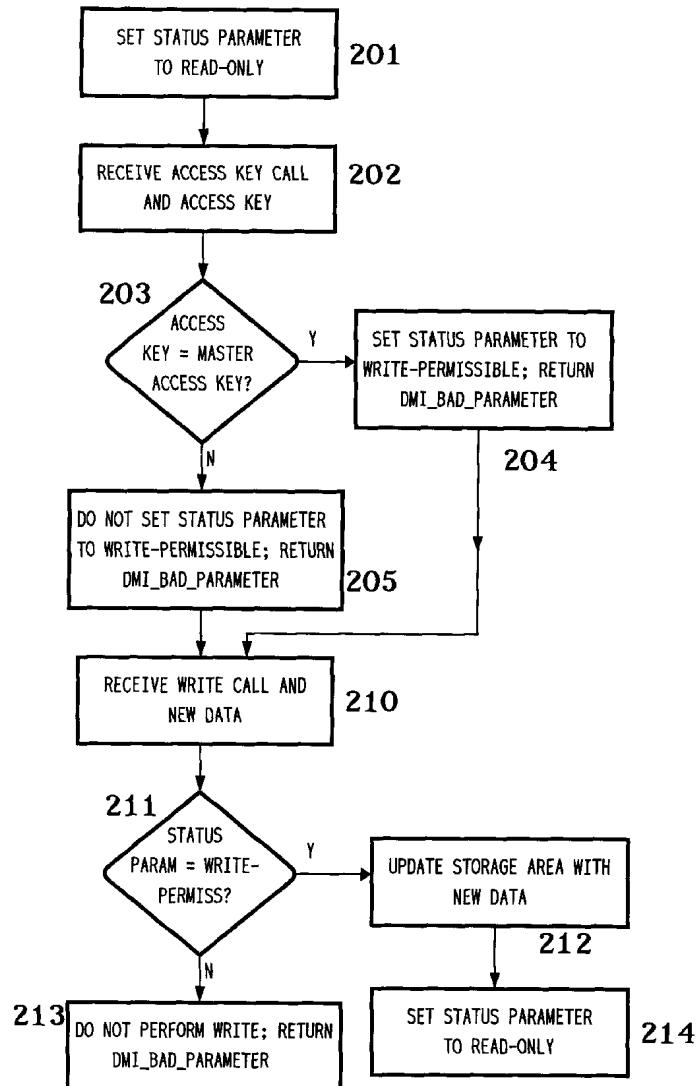 SET STATUS PARAMETER
TO READ-ONLY
201
RECEIVE ACCESS KEY CALL
AND ACCESS KEY
202
203
ACCESS
KEY = MASTER
ACCESS KEY?
Y
N
SET STATUS PARAMETER TO
WRITE-PERMISSIBLE; RETURN
DMI_BAD_PARAMETER
204
DO NOT SET STATUS PARAMETER
TO WRITE-PERMISSIBLE; RETURN
DMI_BAD_PARAMETER
205
RECEIVE WRITE CALL AND
NEW DATA
210
211
STATUS
PARAM = WRITE-
PERMISS?
Y
N
UPDATE STORAGE AREA WITH
NEW DATA
212
213
DO NOT PERFORM WRITE; RETURN
DMI_BAD_PARAMETER
SET STATUS PARAMETER
TO READ-ONLY
214